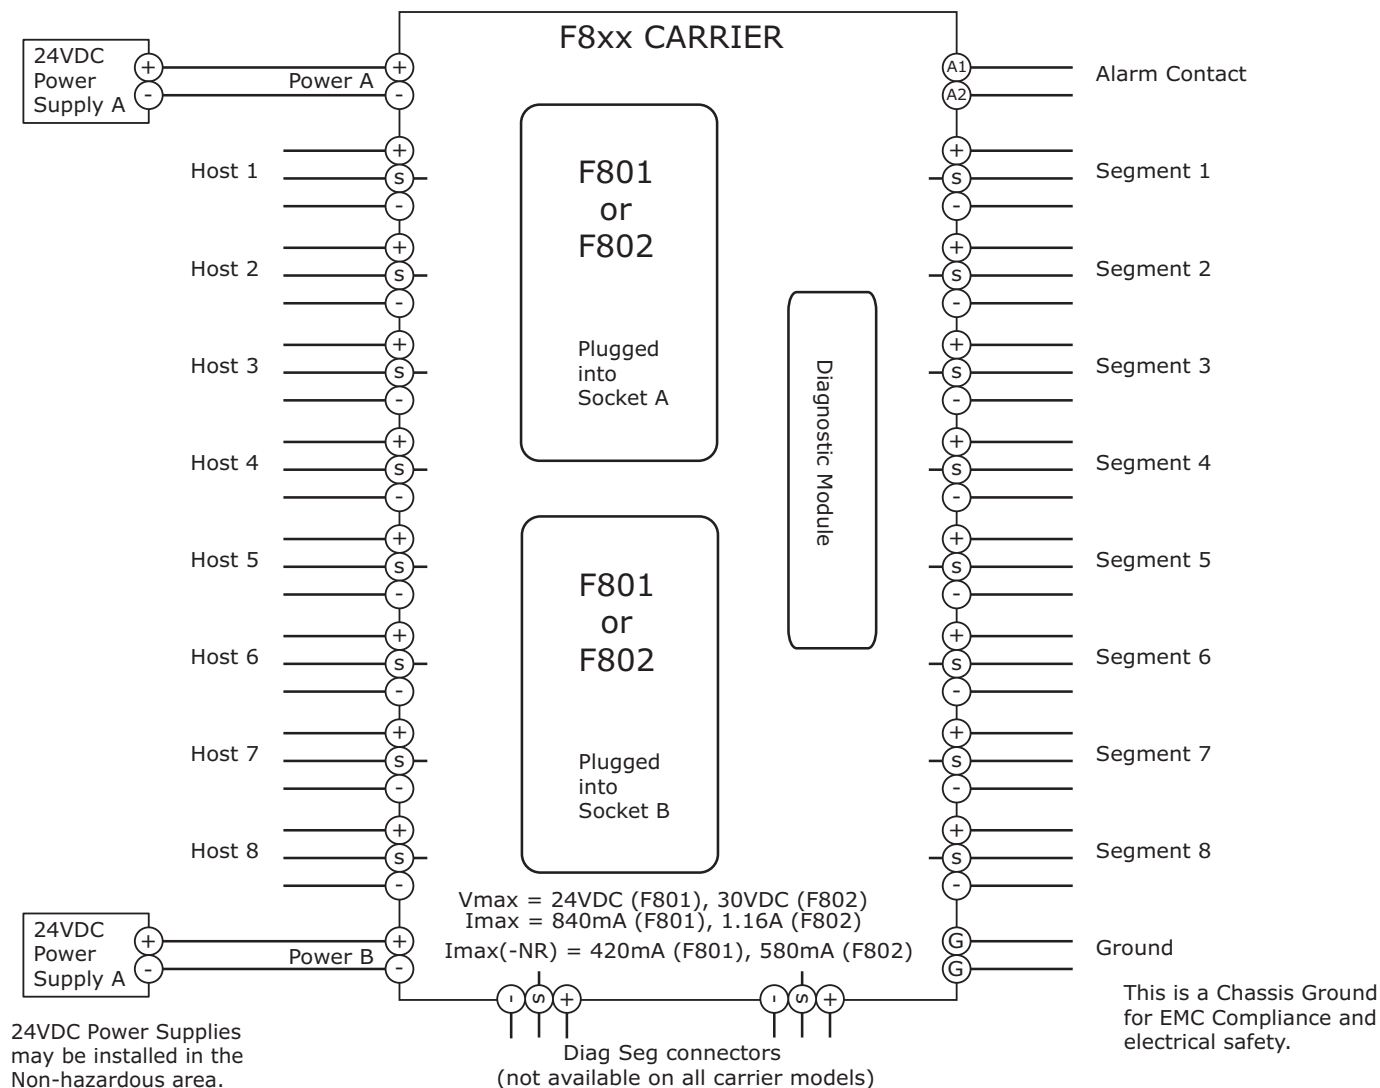 F8xx CARRIER
24VDC
Power
Supply A
+
-
Power A
+
-
A1
A2
Alarm Contact
Host 1
+
S
-
+
S
-
Segment 1
Host 2
+
S
-
+
S
-
Segment 2
Host 3
+
S
-
+
S
-
Segment 3
Host 4
+
S
-
+
S
-
Segment 4
Host 5
+
S
-
+
S
-
Segment 5
Host 6
+
S
-
+
S
-
Segment 6
Host 7
+
S
-
+
S
-
Segment 7
Host 8
+
S
-
+
S
-
Segment 8
F801
or
F802
Plugged
into
Socket A
Diagnostic Module
F801
or
F802
Plugged
into
Socket B
Vmax = 24VDC (F801), 30VDC (F802)
Imax = 840mA (F801), 1.16A (F802)
Imax(-NR) = 420mA (F801), 580mA (F802)
24VDC
Power
Supply A
+
-
Power B
+
-
G
G
Ground
- S +
- S +
This is a Chassis Ground
for EMC Compliance and
electrical safety.
24VDC Power Supplies
may be installed in the
Non-hazardous area.
Diag Seg connectors
(not available on all carrier models)